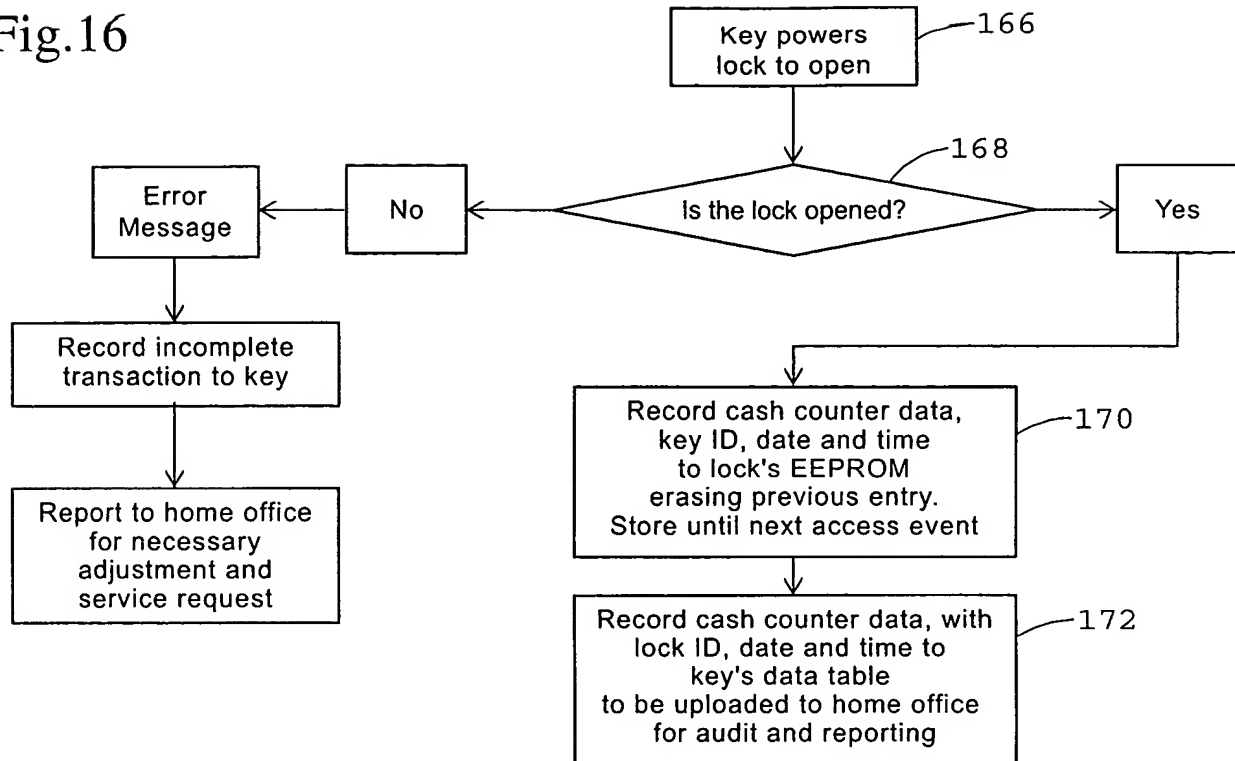 Fig.16
Key powers
lock to open
166
168
Is the lock opened?
No
Yes
Error
Message
Record incomplete
transaction to key
Report to home office
for necessary
adjustment and
service request
Record cash counter data,
key ID, date and time
to lock's EEPROM
erasing previous entry.
Store until next access event
170
Record cash counter data, with
lock ID, date and time to
key's data table
to be uploaded to home office
for audit and reporting
172